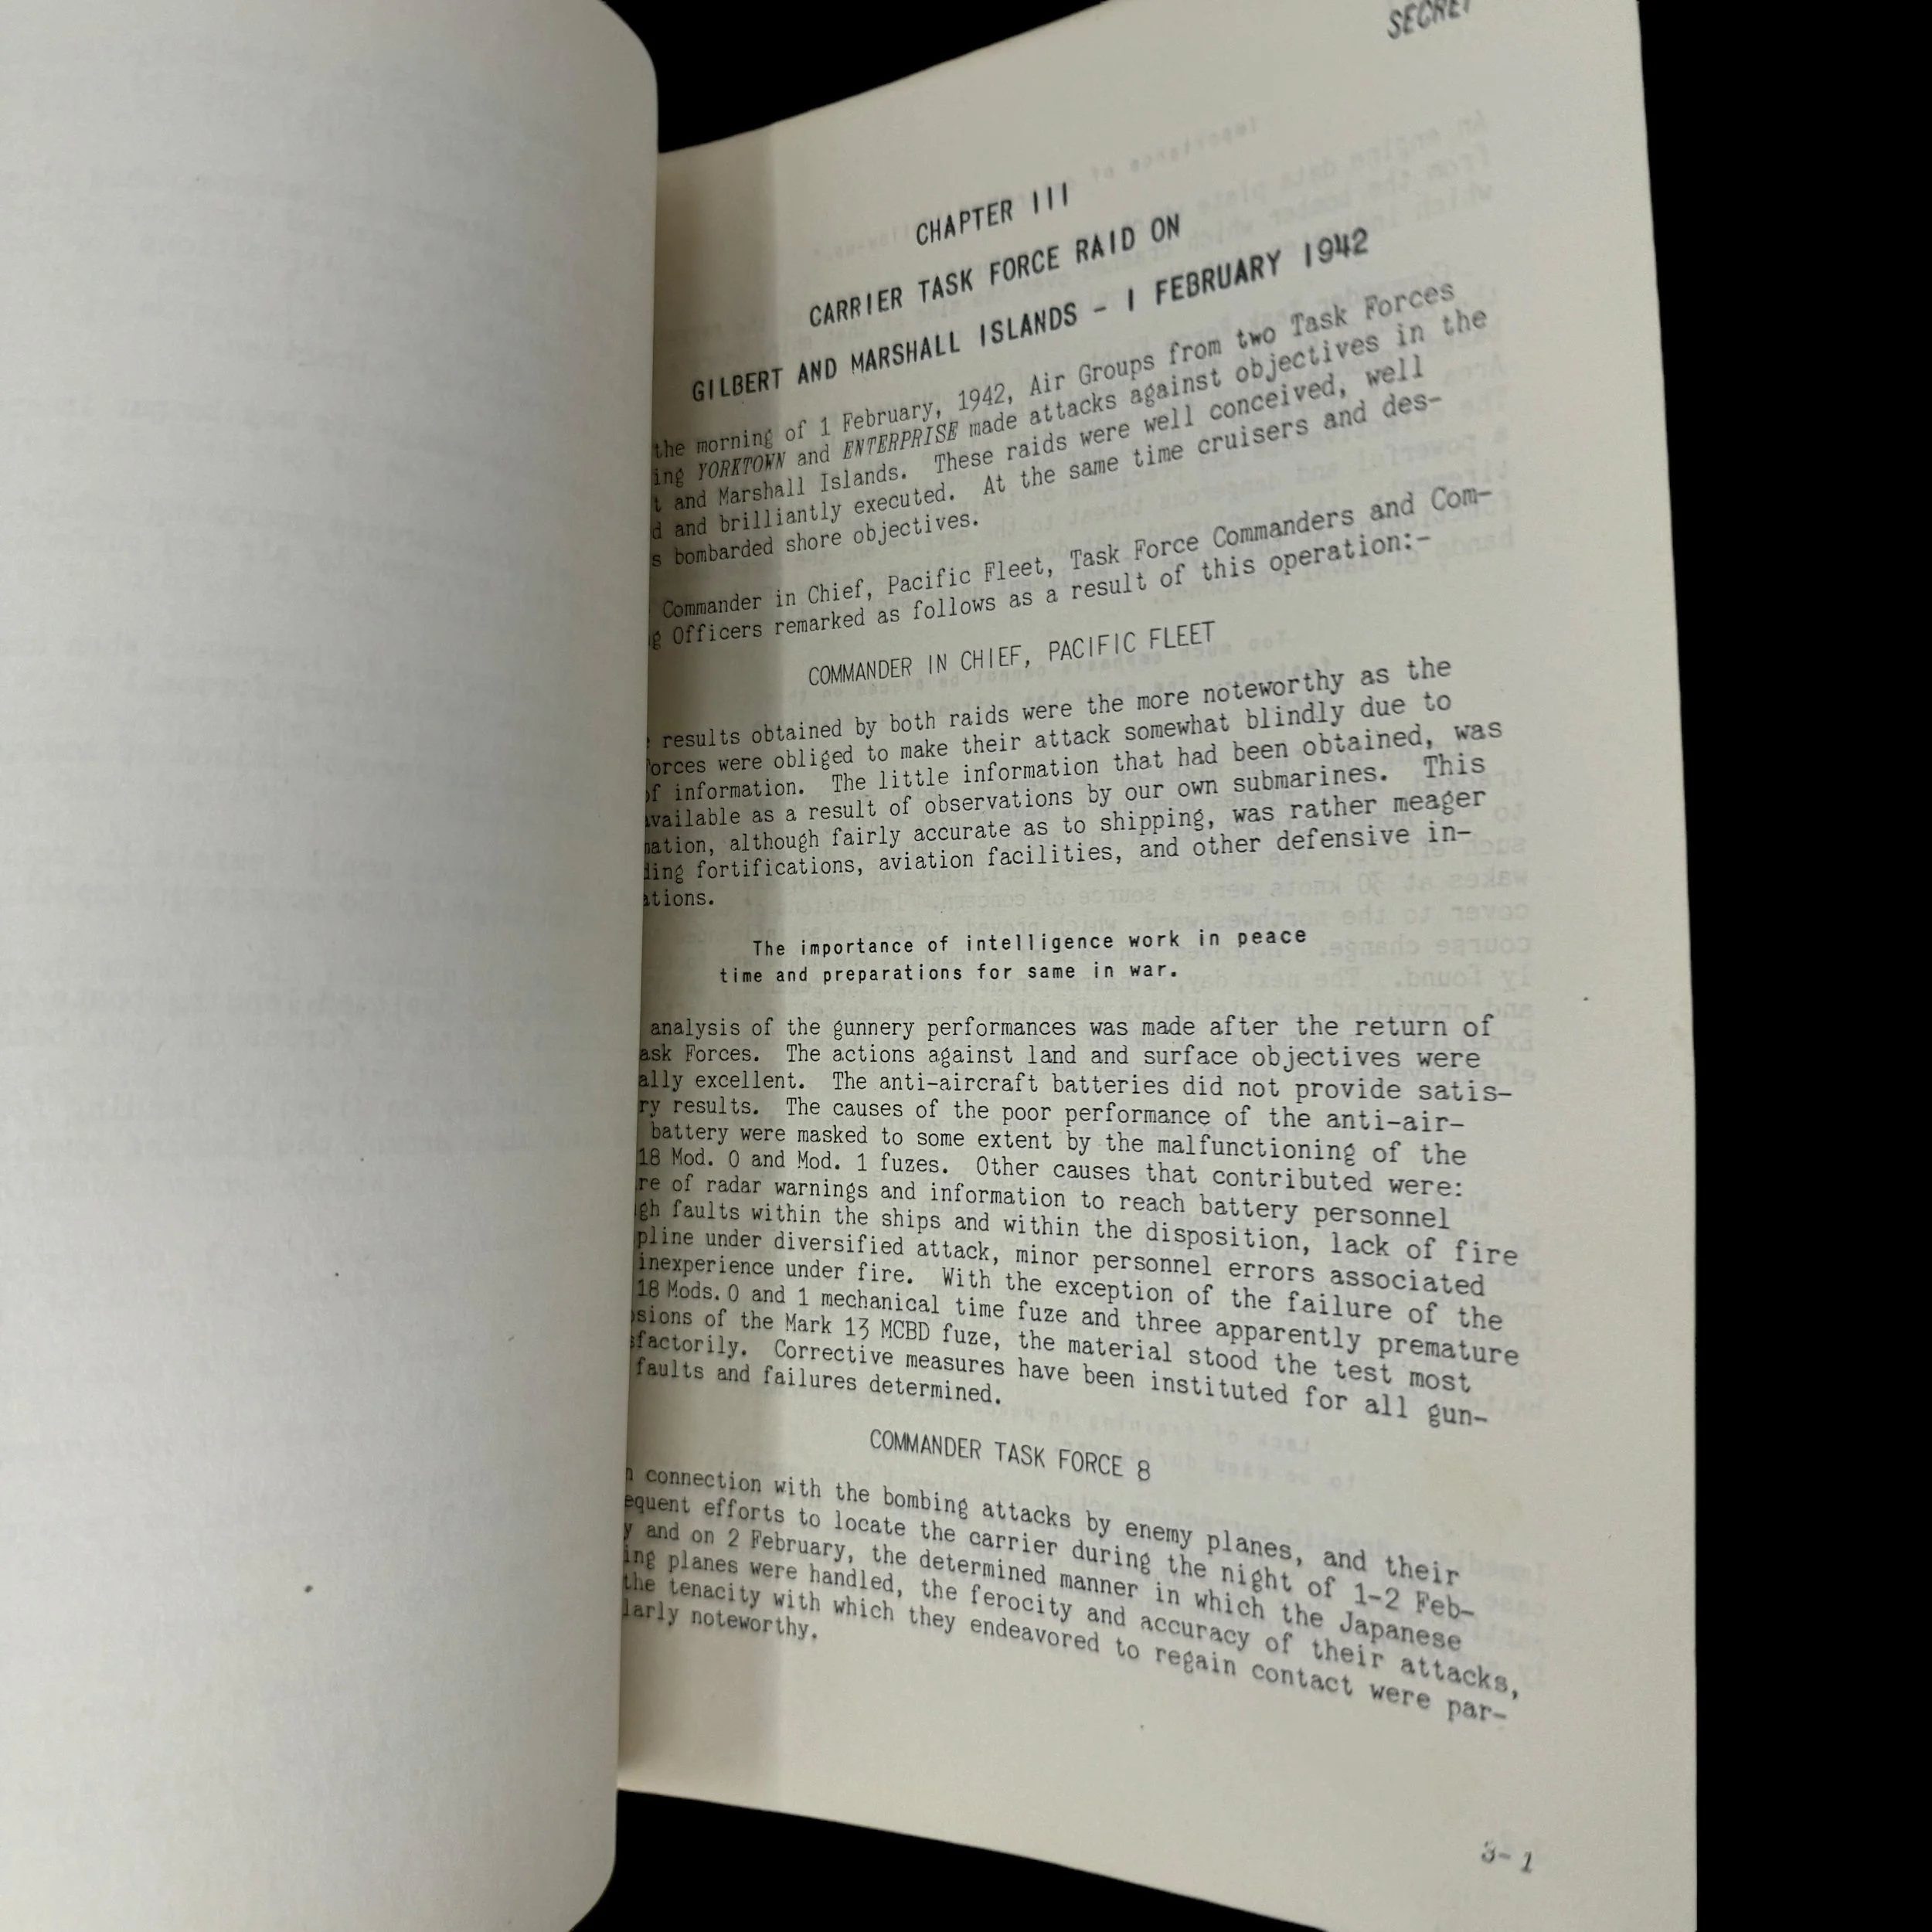 SECRET
CHAPTER III
CARRIER TASK FORCE RAID ON
GILBERT AND MARSHALL ISLANDS - 1 FEBRUARY 1942
the morning of 1 February, 1942, Air Groups from two Task Forces
ing YORKTOWN and ENTERPRISE made attacks against objectives in the
t and Marshall Islands. These raids were well conceived, well
d and brilliantly executed. At the same time cruisers and des-
s bombarded shore objectives.
Commander in Chief, Pacific Fleet, Task Force Commanders and Com-
g Officers remarked as follows as a result of this operation:-
COMMANDER IN CHIEF, PACIFIC FLEET
results obtained by both raids were the more noteworthy as the
orces were obliged to make their attack somewhat blindly due to
of information. The little information that had been obtained, was
vailable as a result of observations by our own submarines. This
mation, although fairly accurate as to shipping, was rather meager
ding fortifications, aviation facilities, and other defensive in-
ations.
The importance of intelligence work in peace
time and preparations for same in war.
analysis of the gunnery performances was made after the return of
ask Forces. The actions against land and surface objectives were
ally excellent. The anti-aircraft batteries did not provide satis-
ry results. The causes of the poor performance of the anti-air-
battery were masked to some extent by the malfunctioning of the
18 Mod. 0 and Mod. 1 fuzes. Other causes that contributed were:
re of radar warnings and information to reach battery personnel
gh faults within the ships and within the disposition, lack of fire
pline under diversified attack, minor personnel errors associated
inexperience under fire. With the exception of the failure of the
18 Mods. 0 and 1 mechanical time fuze and three apparently premature
osions of the Mark 13 MCBD fuze, the material stood the test most
sfactorily. Corrective measures have been instituted for all gun-
faults and failures determined.
COMMANDER TASK FORCE 8
n connection with the bombing attacks by enemy planes, and their
equent efforts to locate the carrier during the night of 1-2 Feb-
y and on 2 February, the determined manner in which the Japanese
ing planes were handled, the ferocity and accuracy of their attacks,
the tenacity with which they endeavored to regain contact were par-
larly noteworthy.
3-1